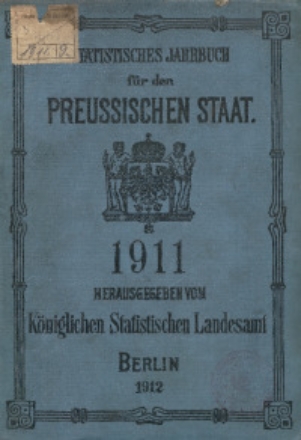 STATISTISCHES JAHRBUCH
für den
PREUSSISCHEN STAAT.
1911
HERAUSGEGEBEN VOM
Königlichen Statistischen Landesamt
BERLIN
1912